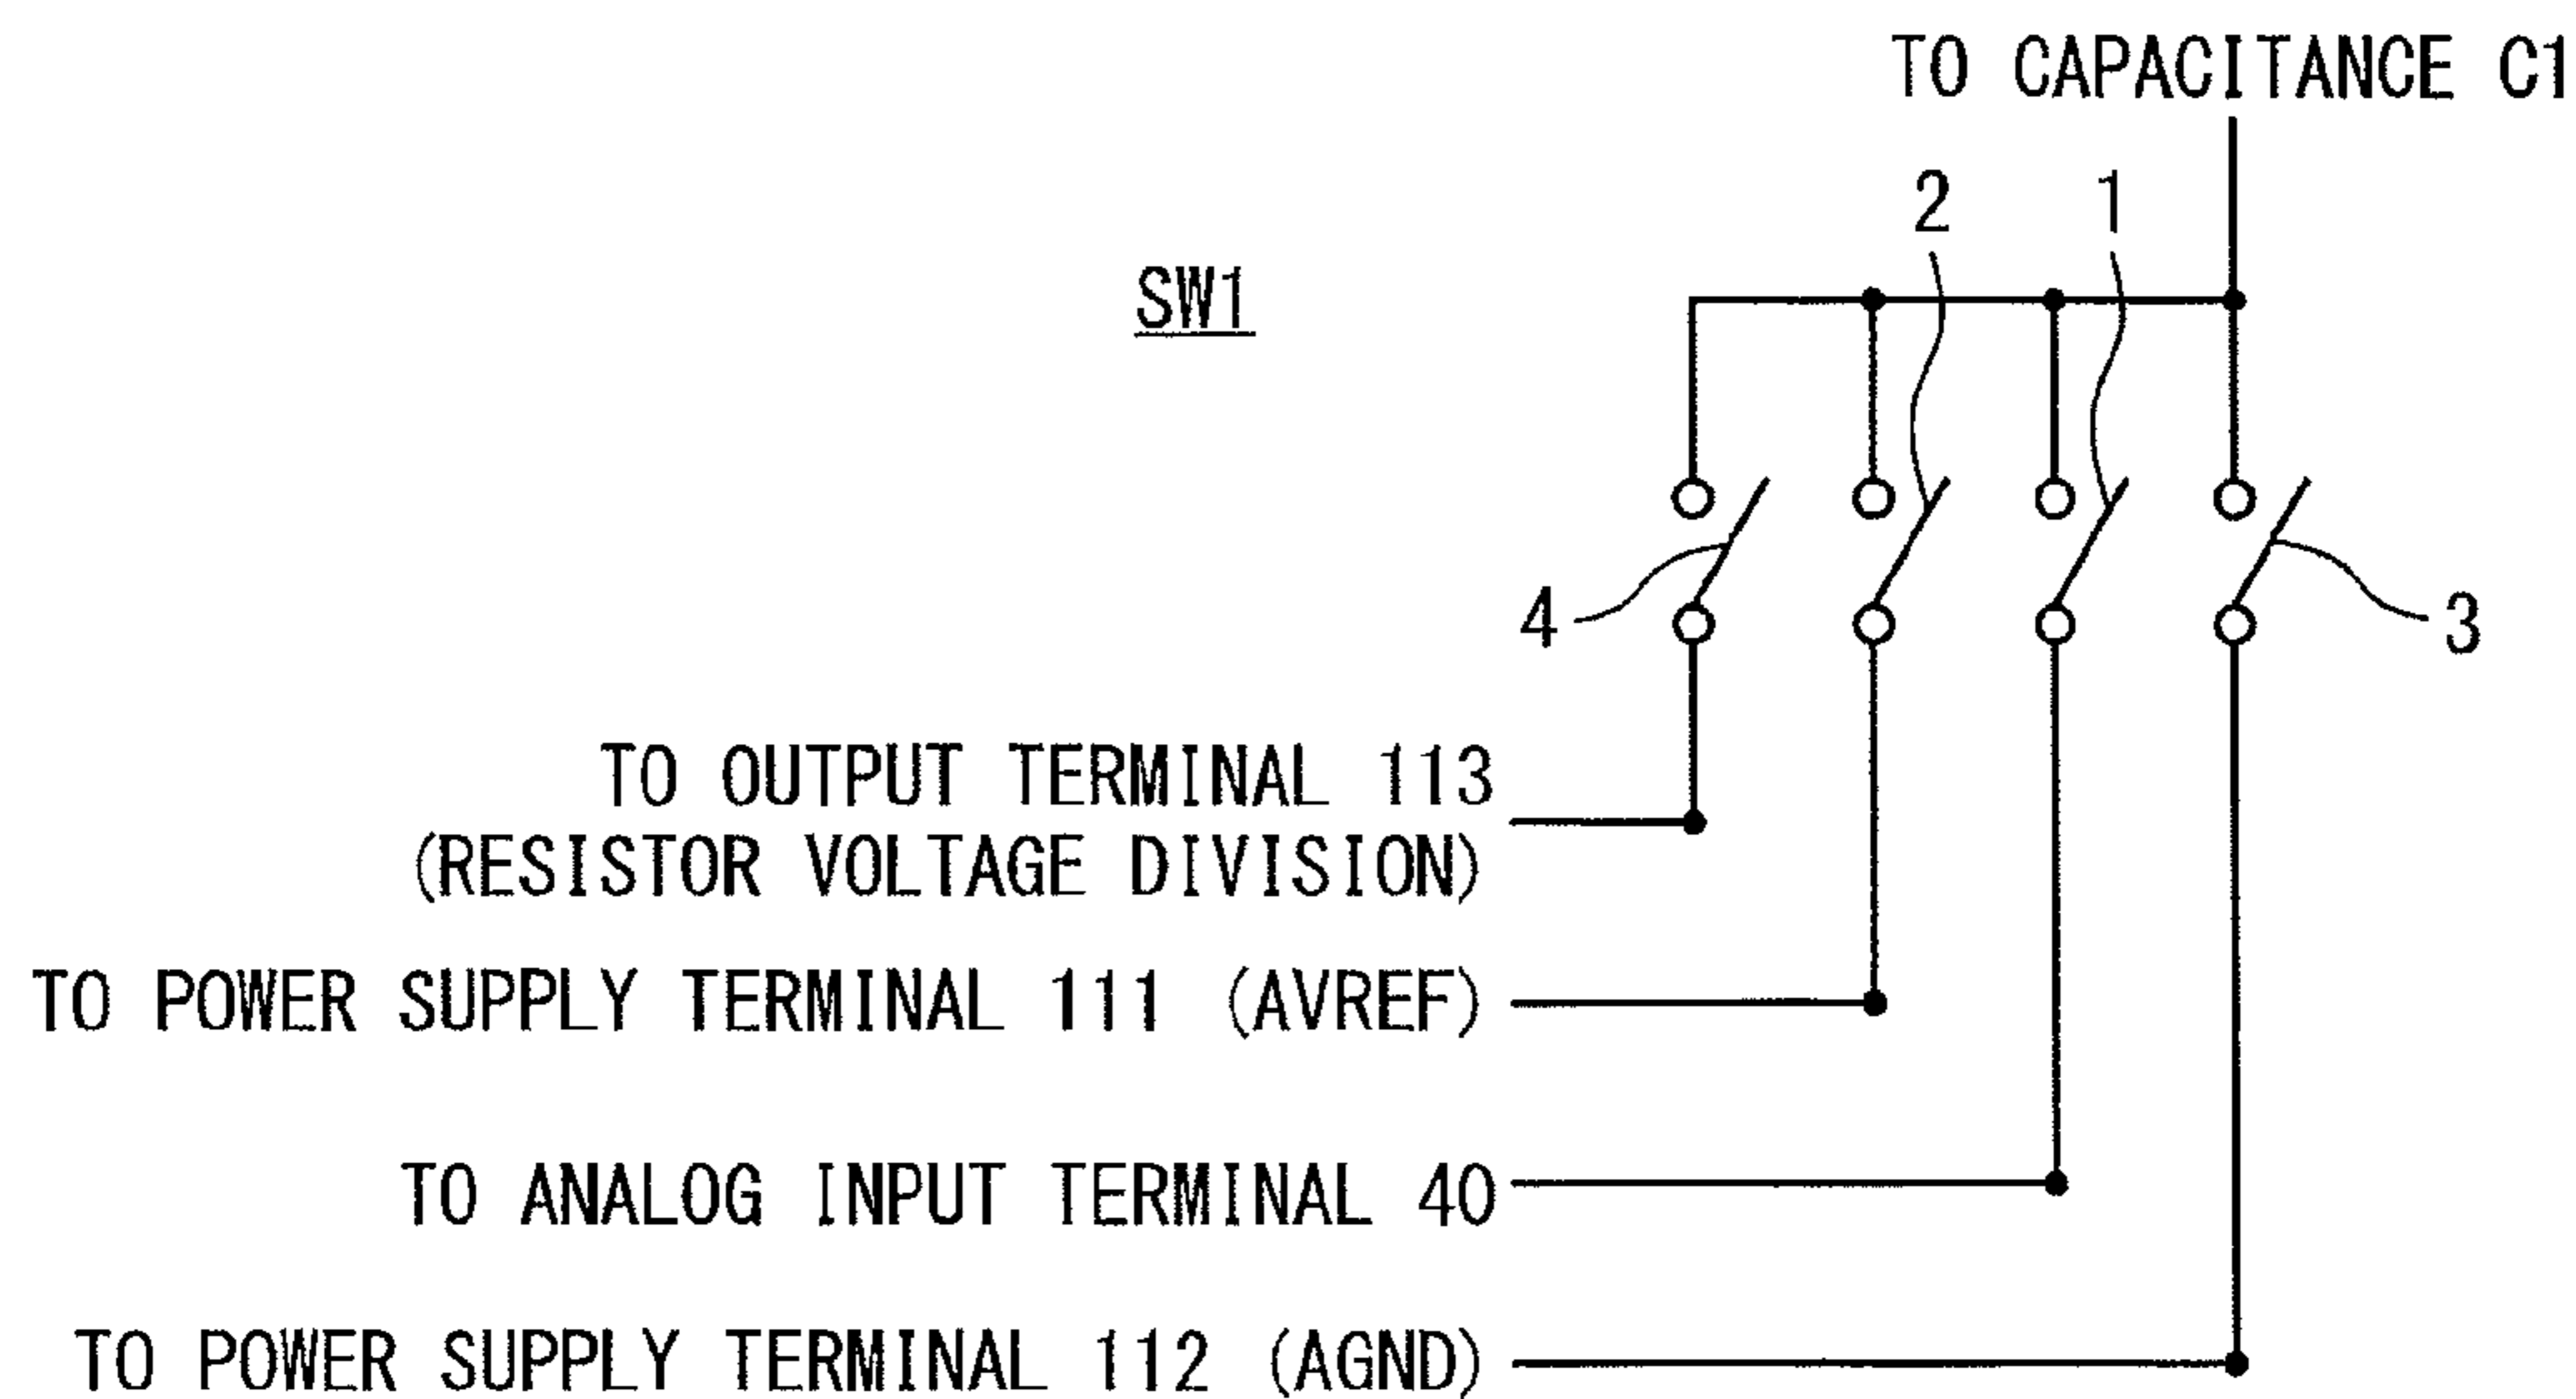 TO CAPACITANCE C1
2
1
SW1
4
3
TO OUTPUT TERMINAL 113
(RESISTOR VOLTAGE DIVISION)
TO POWER SUPPLY TERMINAL 111 (AVREF)
TO ANALOG INPUT TERMINAL 40
TO POWER SUPPLY TERMINAL 112 (AGND)